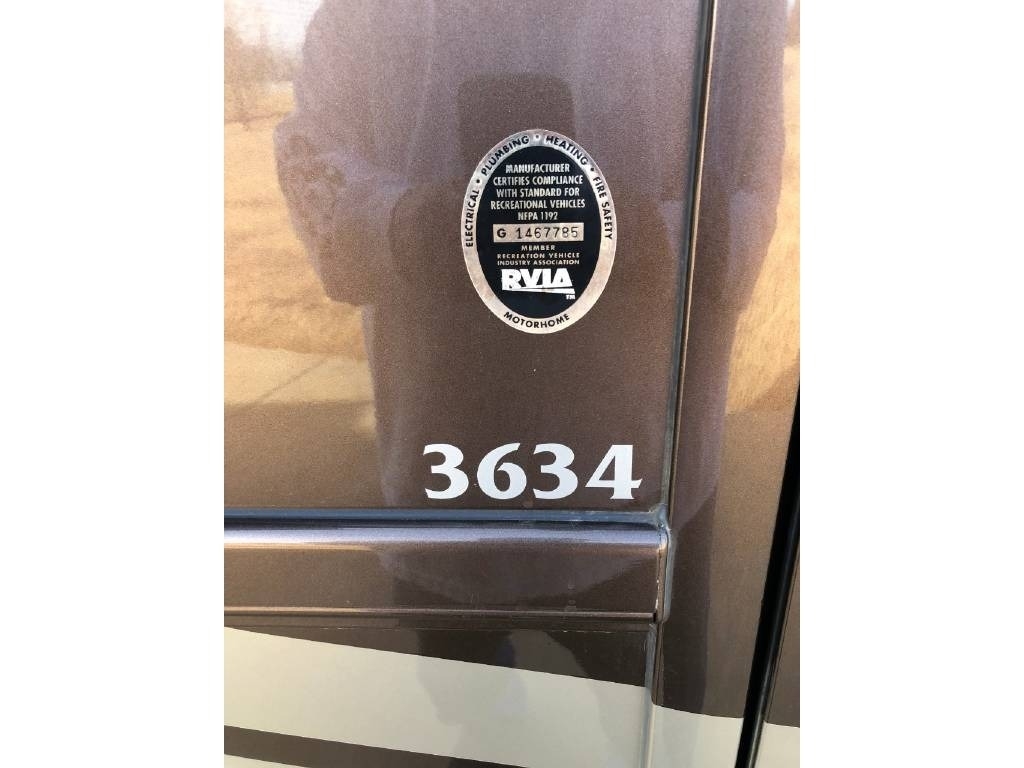 ELECTRICAL • PLUMBING • HEATING • FIRE SAFETY
MANUFACTURER
CERTIFIES COMPLIANCE
WITH STANDARD FOR
RECREATIONAL VEHICLES
NFPA 1192
G 1467785
MEMBER
RECREATION VEHICLE
INDUSTRY ASSOCIATION
RVIA
TM
MOTORHOME
3634